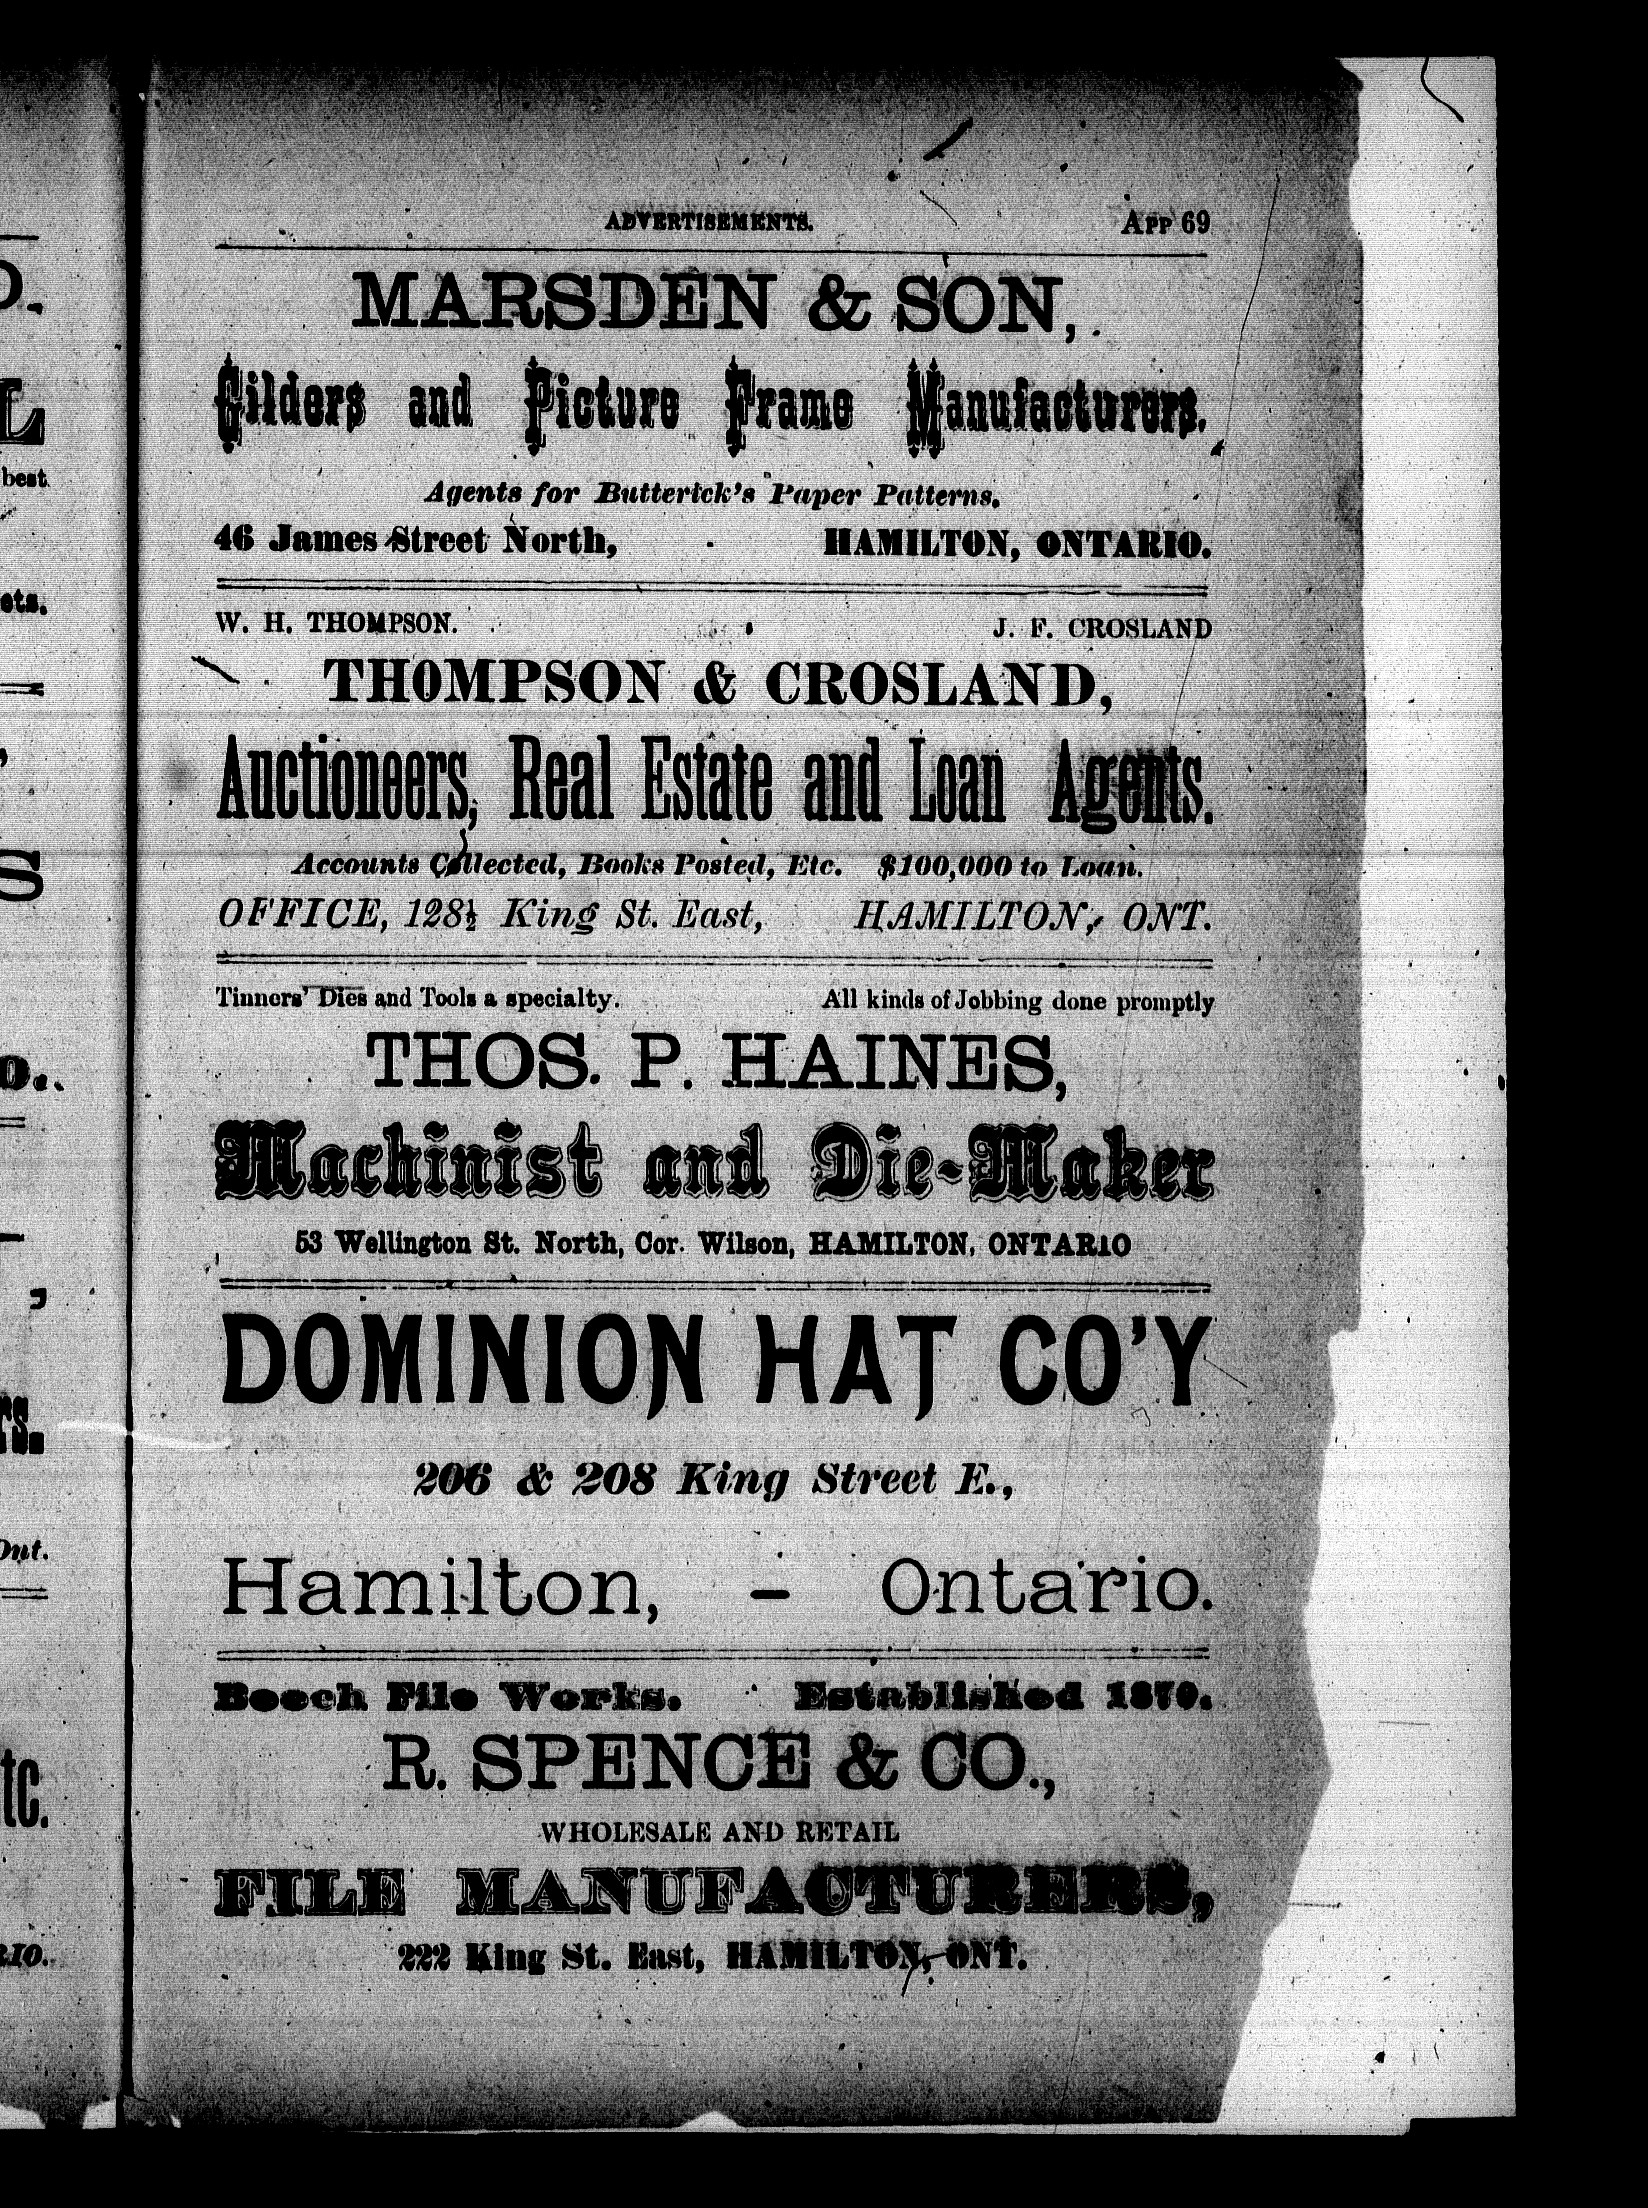 ADVERTISEMENTS. APP 69
MARSDEN & SON,
Gilders and Picture Frame Manufacturers.
Agents for Butterick's Paper Patterns.
46 James Street North, HAMILTON, ONTARIO.
W. H. THOMPSON. J. F. CROSLAND
THOMPSON & CROSLAND,
Auctioneers, Real Estate and Loan Agents.
Accounts Collected, Books Posted, Etc. $100,000 to Loan.
OFFICE, 128½ King St. East, HAMILTON, ONT.
Tinners' Dies and Tools a specialty. All kinds of Jobbing done promptly
THOS. P. HAINES,
Machinist and Die-Maker
53 Wellington St. North, Cor. Wilson, HAMILTON, ONTARIO
DOMINION HAT CO'Y
206 & 208 King Street E.,
Hamilton, - Ontario.
Beech File Works. Established 1870.
R. SPENCE & CO.,
WHOLESALE AND RETAIL
FILE MANUFACTURERS,
222 King St. East, HAMILTON, ONT.